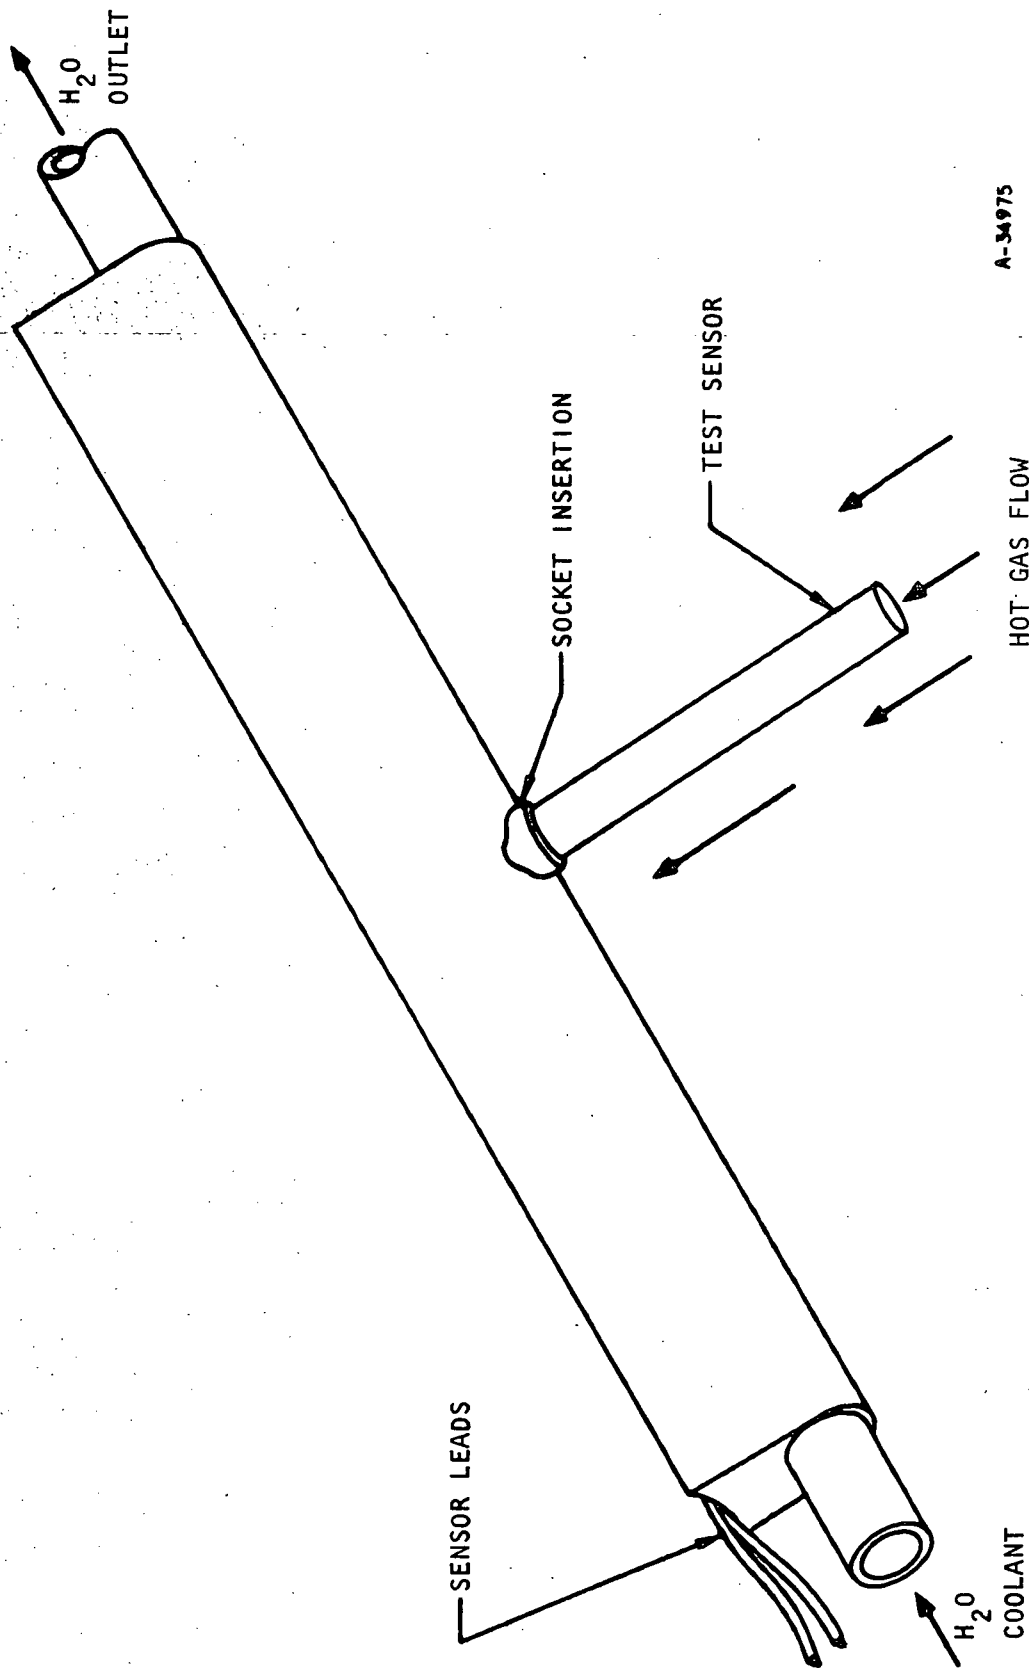 H2O
OUTLET
SOCKET INSERTION
TEST SENSOR
SENSOR LEADS
H2O
COOLANT
HOT GAS FLOW
A-34975